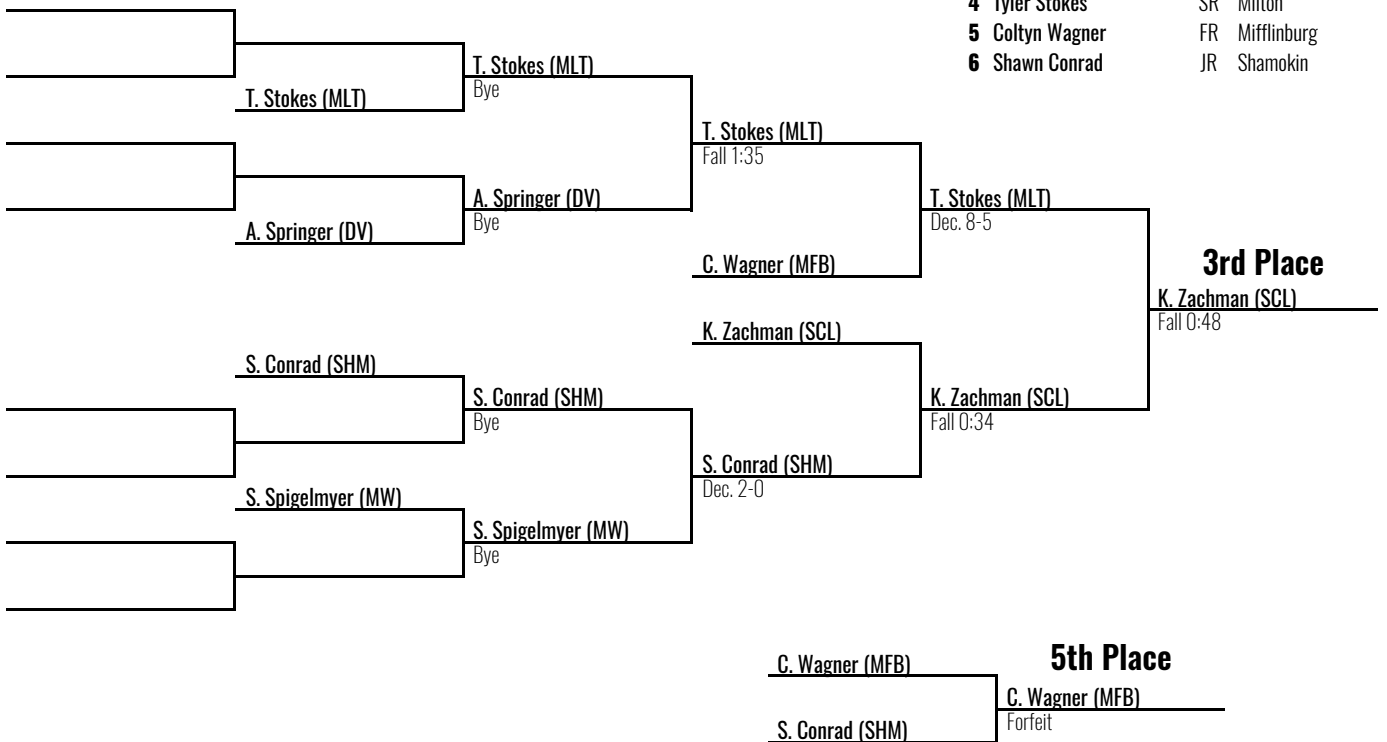 4 Tyler Stokes SR Milton
5 Coltyn Wagner FR Mifflinburg
6 Shawn Conrad JR Shamokin
T. Stokes (MLT)
T. Stokes (MLT)
Bye
T. Stokes (MLT)
Fall 1:35
A. Springer (DV)
A. Springer (DV)
Bye
T. Stokes (MLT)
Dec. 8-5
C. Wagner (MFB)
3rd Place
K. Zachman (SCL)
Fall 0:48
K. Zachman (SCL)
S. Conrad (SHM)
S. Conrad (SHM)
Bye
K. Zachman (SCL)
Fall 0:34
S. Conrad (SHM)
Dec. 2-0
S. Spigelmyer (MW)
S. Spigelmyer (MW)
Bye
5th Place
C. Wagner (MFB)
C. Wagner (MFB)
Forfeit
S. Conrad (SHM)